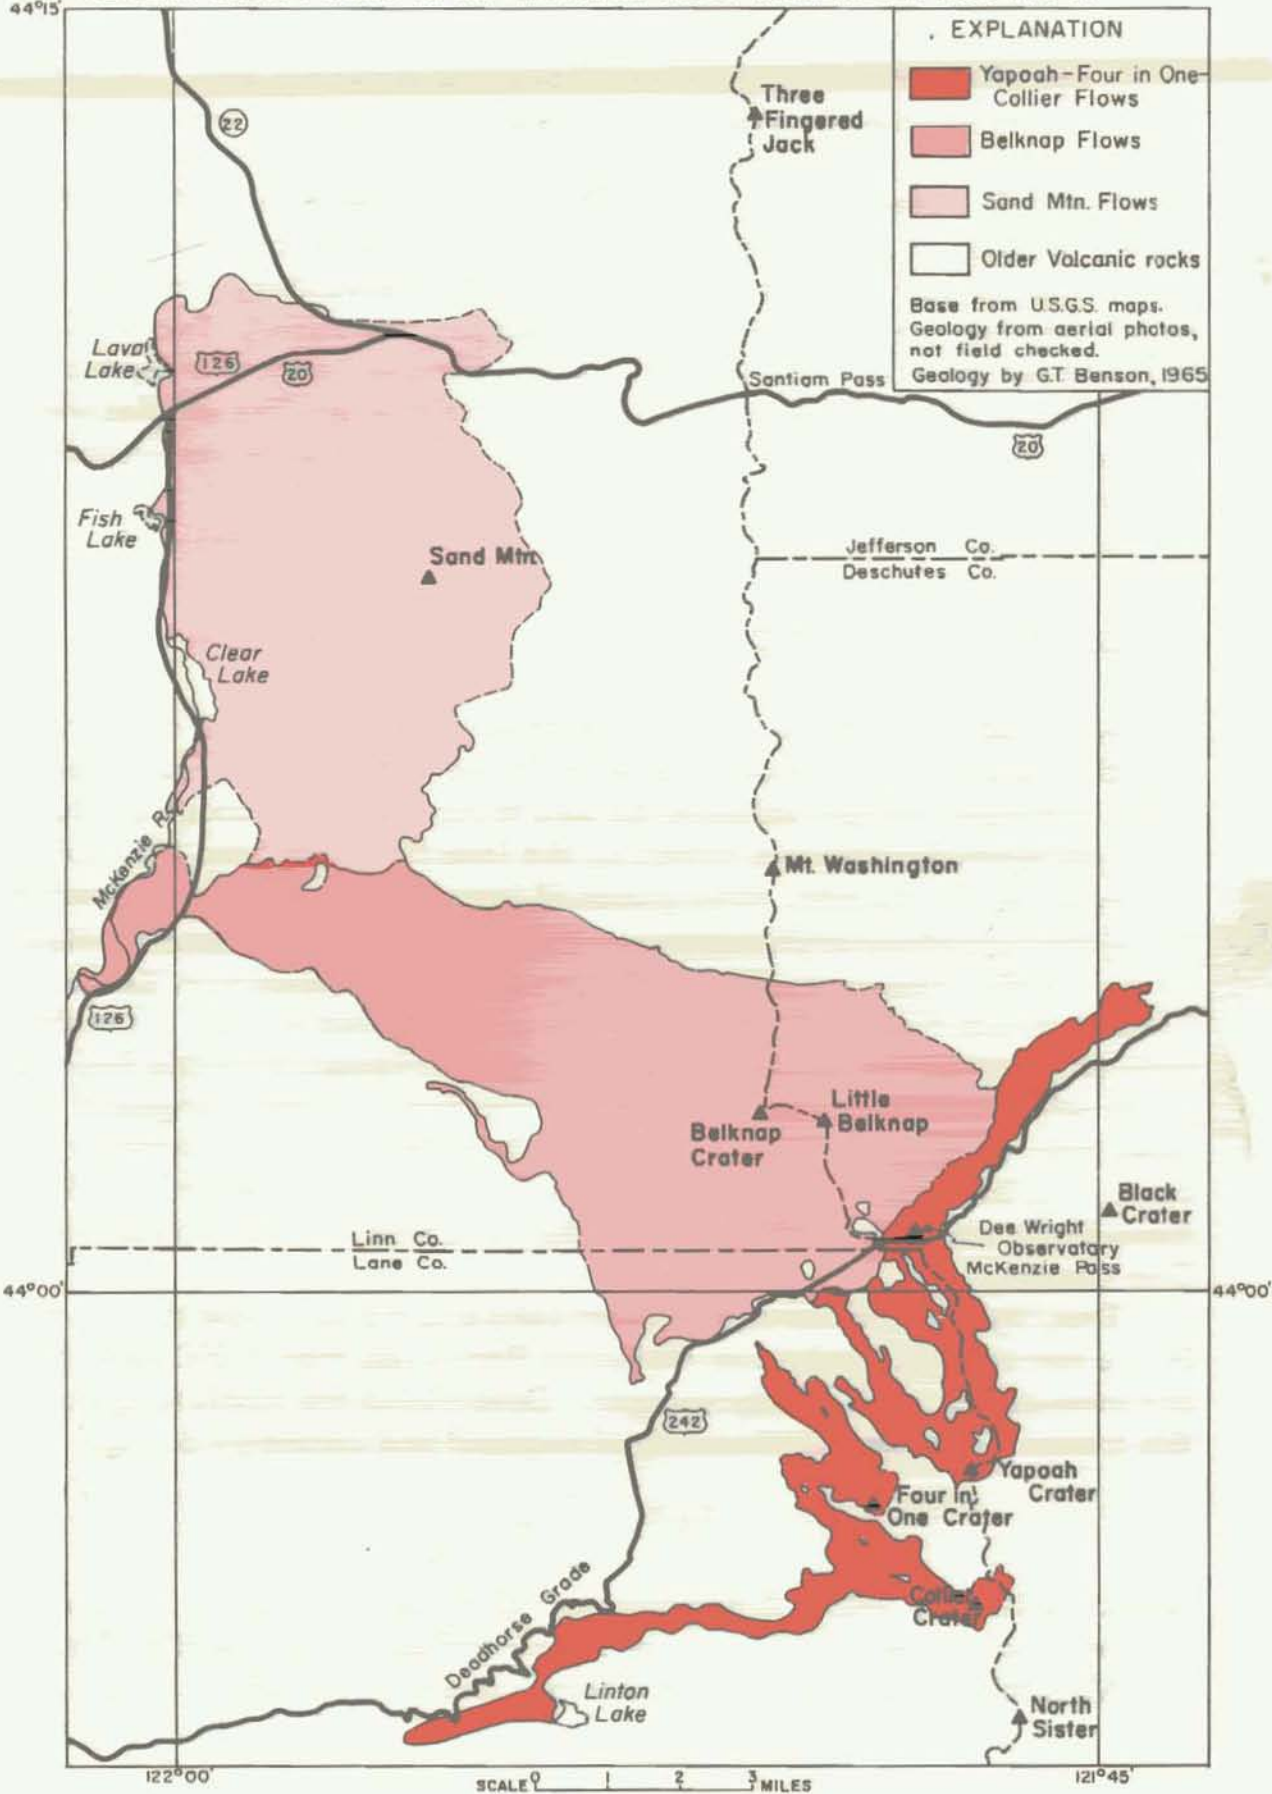 44°15'
EXPLANATION
Yapoah-Four in One-
Collier Flows
Belknap Flows
Sand Mtn. Flows
Older Volcanic rocks
Base from U.S.G.S. maps.
Geology from aerial photos,
not field checked.
Geology by G.T. Benson, 1965
Three
Fingered
Jack
22
Lava
Lake
126
20
Santiam Pass
20
Fish
Lake
Sand Mtn.
Jefferson Co.
Deschutes Co.
Clear
Lake
McKenzie R.
Mt. Washington
126
Belknap
Crater
Little
Belknap
Black
Crater
Linn Co.
Lane Co.
Dee Wright
Observatory
McKenzie Pass
44°00'
44°00'
242
Yapoah
Crater
Four in
One Crater
Collier
Crater
Deadhorse Grade
Linton
Lake
North
Sister
122°00'
121°45'
SCALE 0 1 2 3 MILES